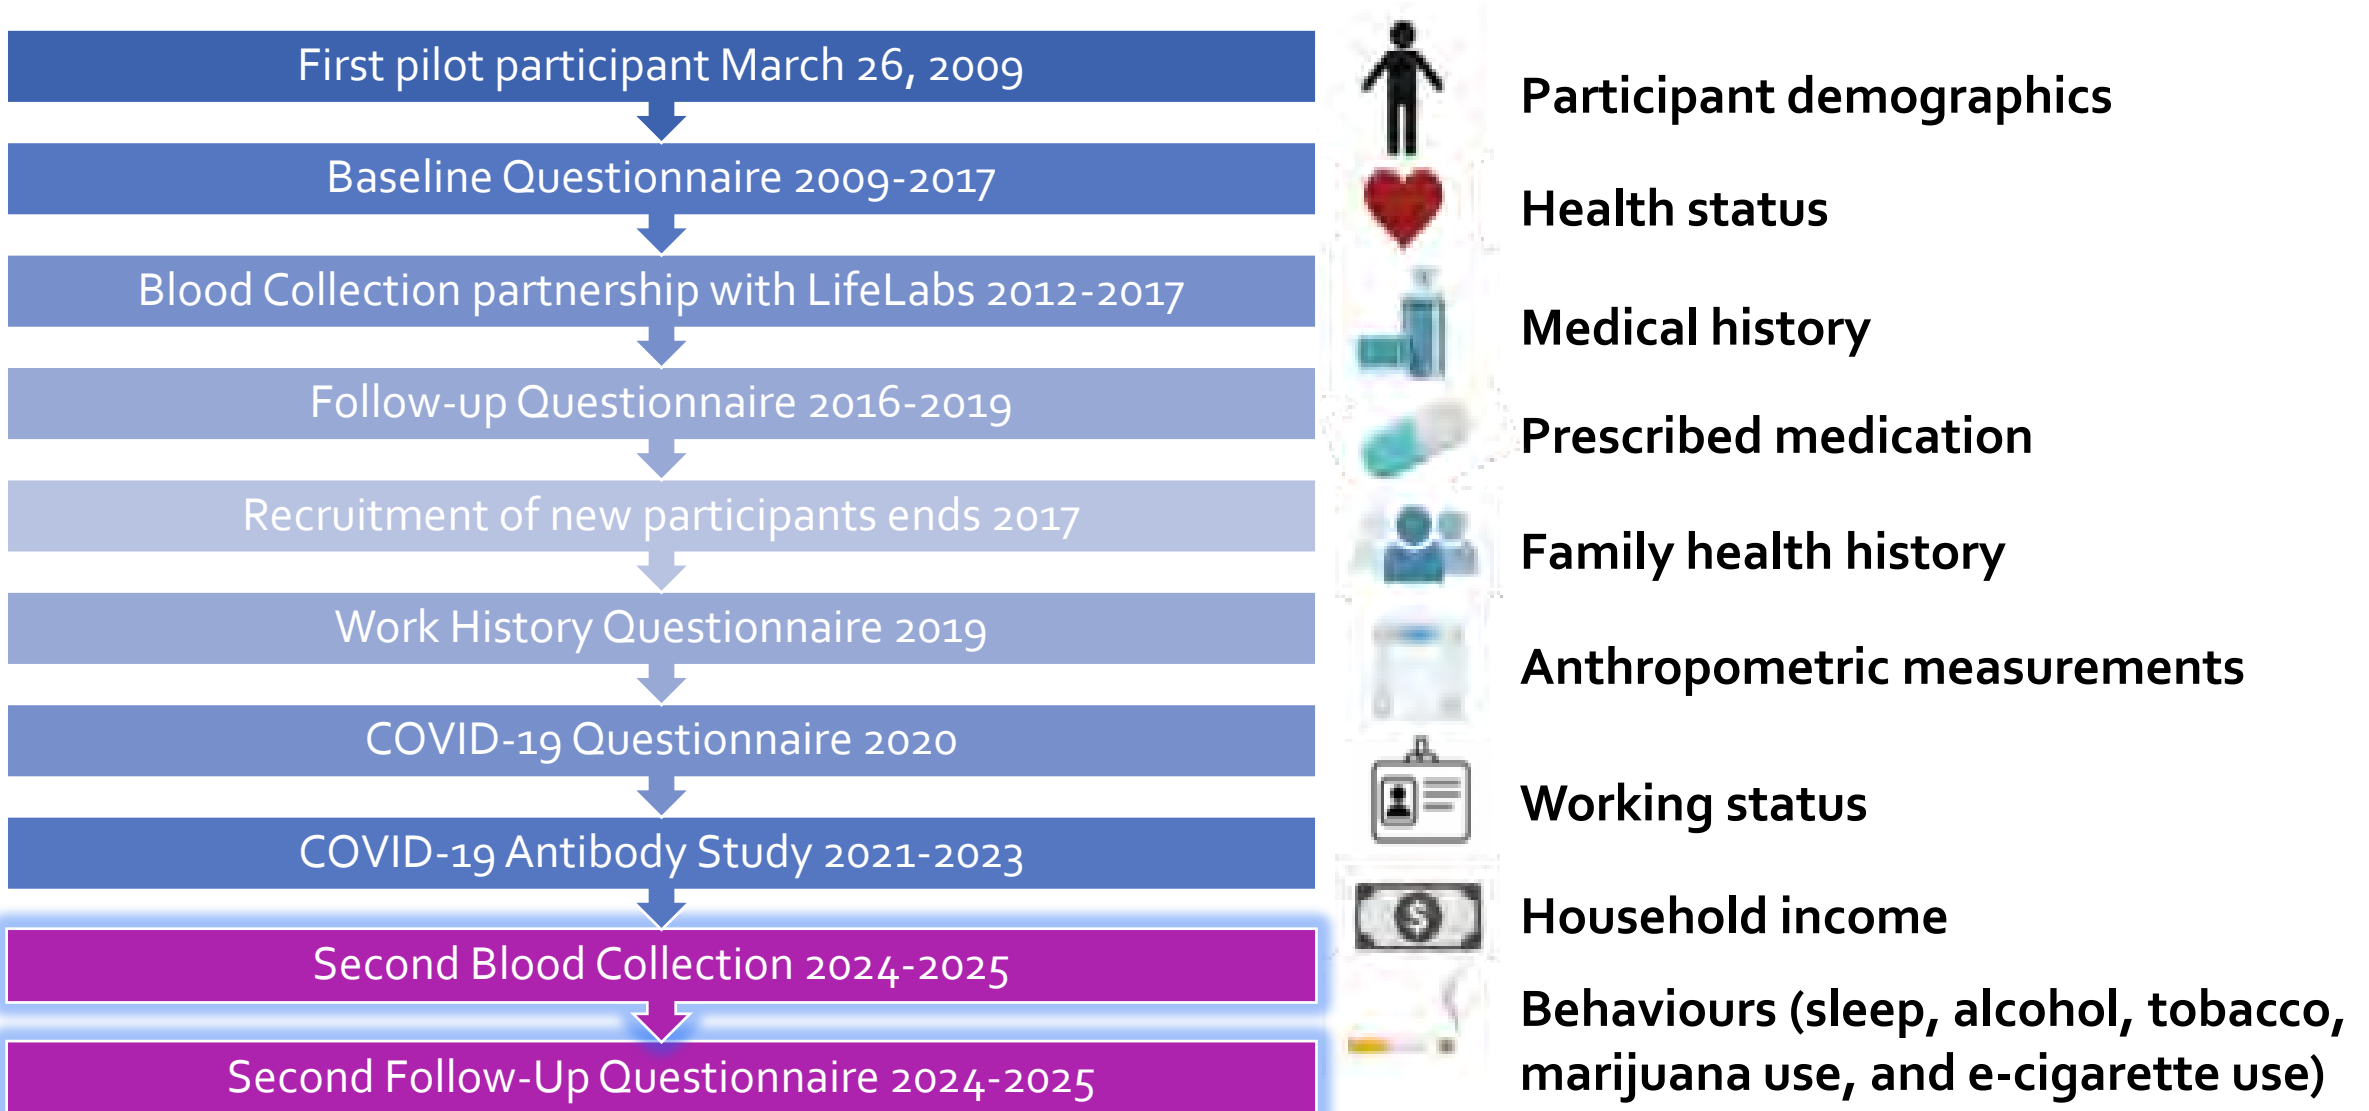 First pilot participant March 26, 2009
Baseline Questionnaire 2009-2017
Blood Collection partnership with LifeLabs 2012-2017
Follow-up Questionnaire 2016-2019
Recruitment of new participants ends 2017
Work History Questionnaire 2019
COVID-19 Questionnaire 2020
COVID-19 Antibody Study 2021-2023
Second Blood Collection 2024-2025
Second Follow-Up Questionnaire 2024-2025
Participant demographics
Health status
Medical history
Prescribed medication
Family health history
Anthropometric measurements
Working status
Household income
Behaviours (sleep, alcohol, tobacco,
marijuana use, and e-cigarette use)